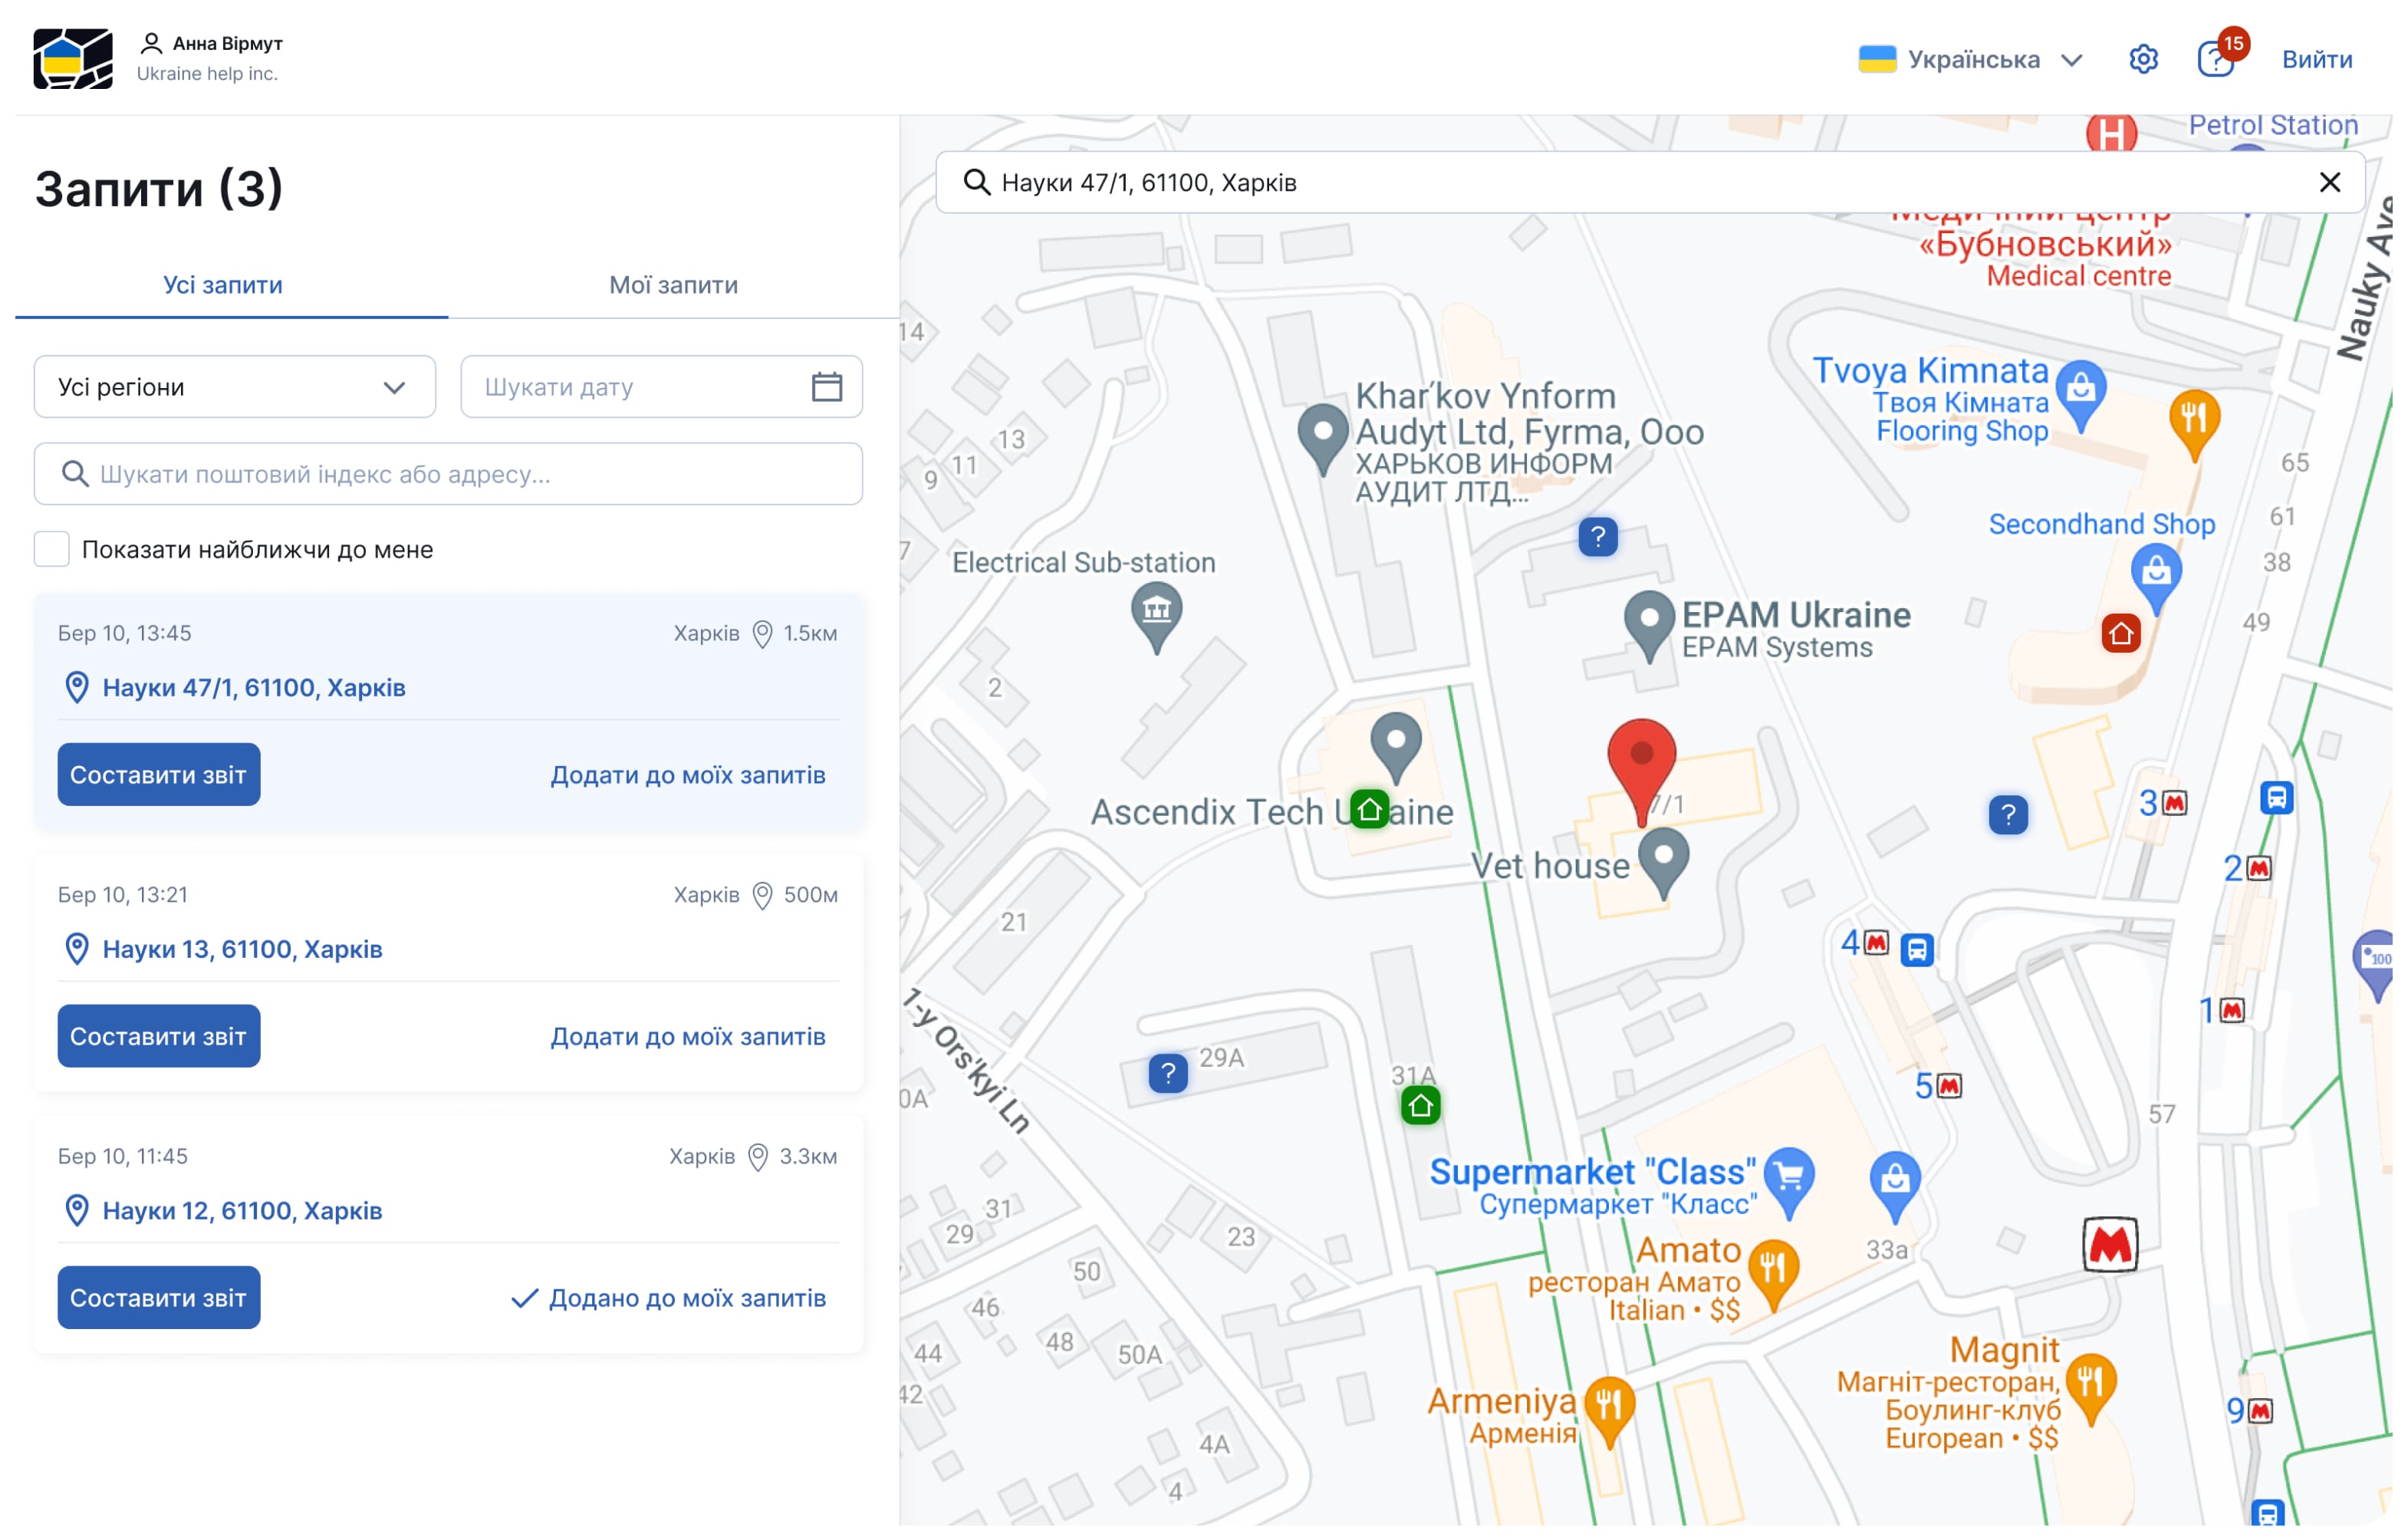 Анна Вірмут
Ukraine help inc.
Українська
15
Вийти
Запити (3)
Усі запити
Мої запити
Усі регіони
Шукати дату
Шукати поштовий індекс або адресу...
Показати найближчи до мене
Бер 10, 13:45
Харків 1.5км
Науки 47/1, 61100, Харків
Составити звіт
Додати до моїх запитів
Бер 10, 13:21
Харків 500м
Науки 13, 61100, Харків
Составити звіт
Додати до моїх запитів
Бер 10, 11:45
Харків 3.3км
Науки 12, 61100, Харків
Составити звіт
Додано до моїх запитів
Науки 47/1, 61100, Харків
H
Petrol Station
Медичний центр
«Бубновський»
Medical centre
Nauky Ave
14
Khar'kov Ynform
Audyt Ltd, Fyrma, Ooo
ХАРЬКОВ ИНФОРМ
АУДИТ ЛТД...
Tvoya Kimnata
Твоя Кімната
Flooring Shop
13
11
9
65
61
Secondhand Shop
38
7
?
Electrical Sub-station
EPAM Ukraine
EPAM Systems
49
2
Ascendix Tech U aine
7/1
?
3 M
Vet house
2 M
21
4 M
100
1 M
1-y Ors'kyi Ln
29A
?
31A
5 M
0A
57
Supermarket "Class"
Супермаркет "Класс"
31
29
23
Amato
ресторан Амато
Italian • $$
33a
M
50
46
48
50A
44
42
Magnit
Магніт-ресторан,
Боулинг-клуб
European • $$
Armeniya
Арменія
9 M
4A
4